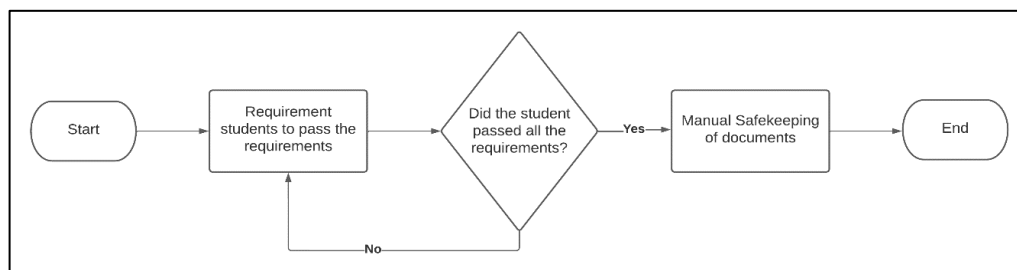 Start
Requirement
students to pass the
requirements
Did the student
passed all the
requirements?
Yes
Manual Safekeeping
of documents
End
No